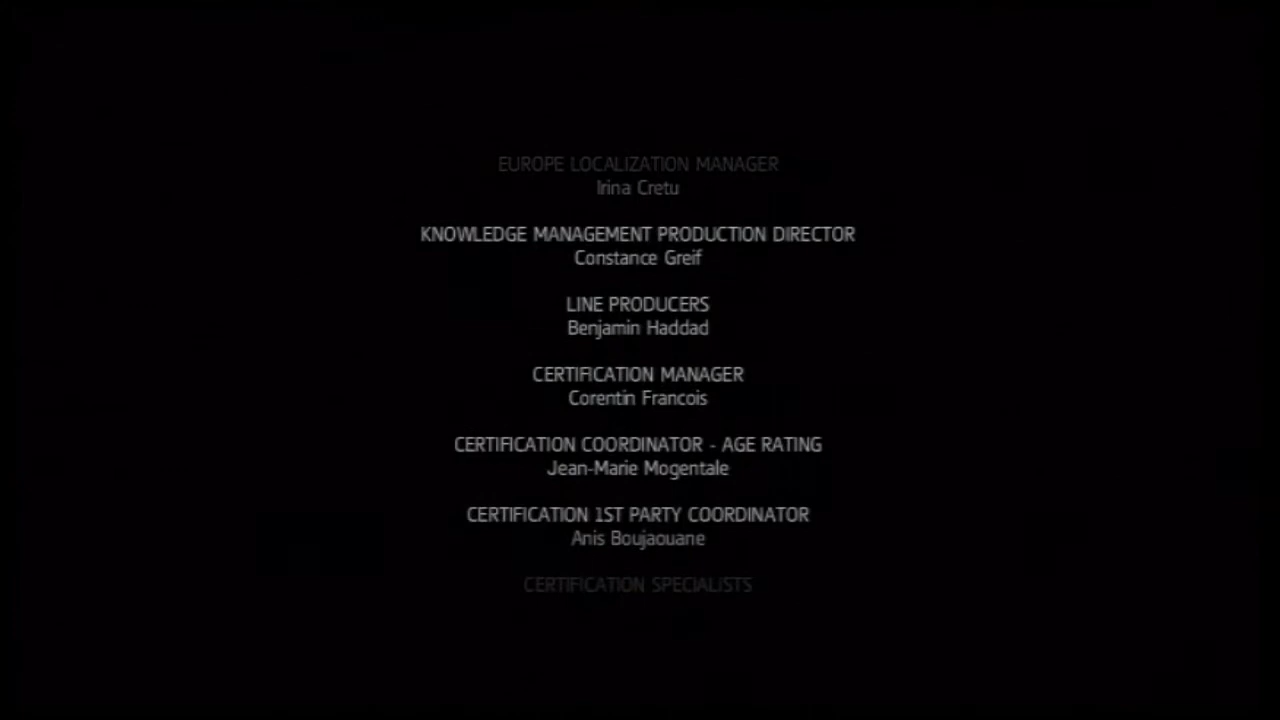 EUROPE LOCALIZATION MANAGER
Irina Cretu
KNOWLEDGE MANAGEMENT PRODUCTION DIRECTOR
Constance Greif
LINE PRODUCERS
Benjamin Haddad
CERTIFICATION MANAGER
Corentin Francois
CERTIFICATION COORDINATOR - AGE RATING
Jean-Marie Mogentale
CERTIFICATION 1ST PARTY COORDINATOR
Anis Boujaouane
CERTIFICATION SPECIALISTS